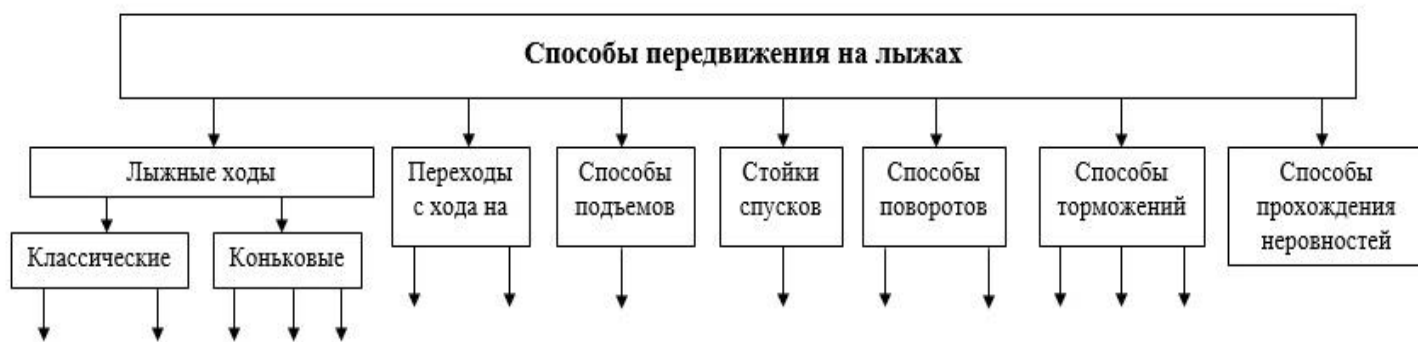 Способы передвижения на лыжах
Лыжные ходы
Переходы
с хода на
Способы
подъемов
Стойки
спусков
Способы
поворотов
Способы
торможений
Способы
прохождения
неровностей
Классические
Коньковые